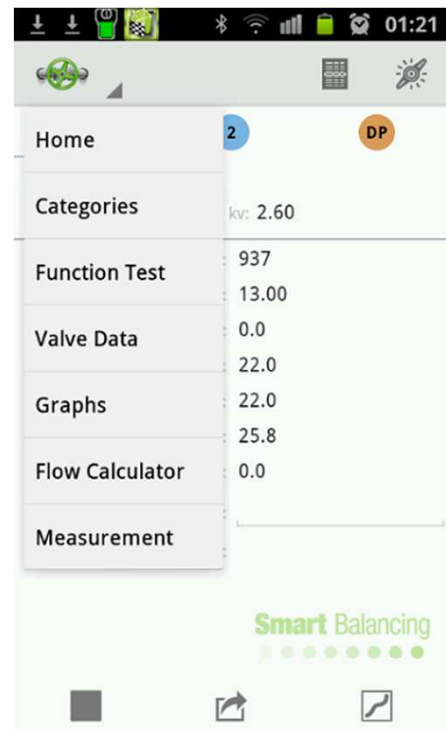 01:21
Home
2
DP
Categories
kv: 2.60
Function Test
: 937
: 13.00
Valve Data
: 0.0
: 22.0
Graphs
: 22.0
: 25.8
Flow Calculator
: 0.0
Measurement
:
:
Smart Balancing